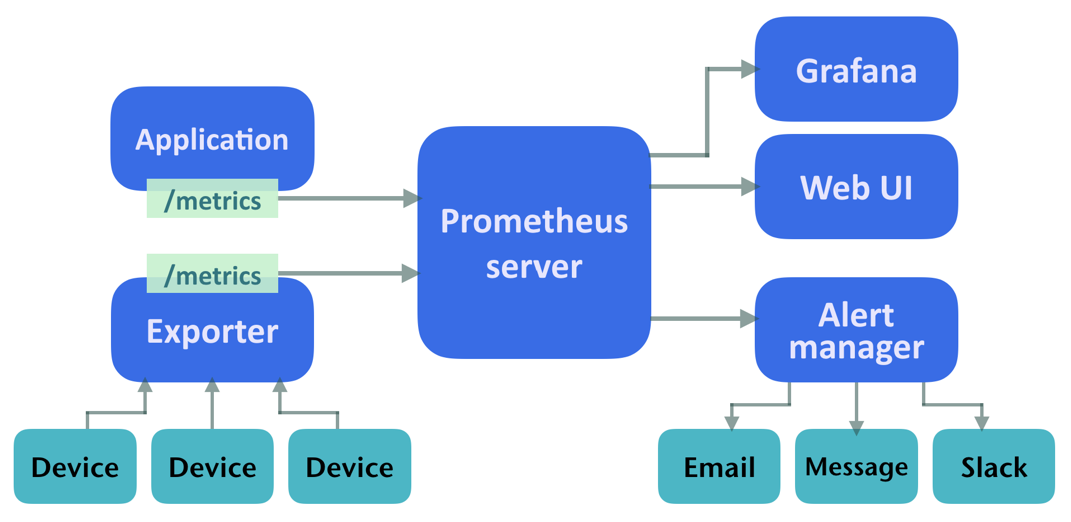 Application
/metrics
/metrics
Exporter
Device
Device
Device
Prometheus
server
Grafana
Web UI
Alert
manager
Email
Message
Slack